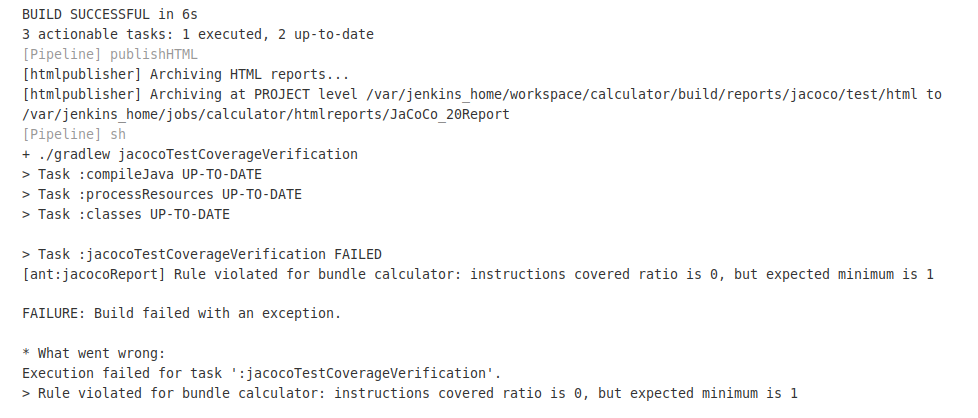 BUILD SUCCESSFUL in 6s
3 actionable tasks: 1 executed, 2 up-to-date
[Pipeline] publishHTML
[htmlpublisher] Archiving HTML reports...
[htmlpublisher] Archiving at PROJECT level /var/jenkins_home/workspace/calculator/build/reports/jacoco/test/html to
/var/jenkins_home/jobs/calculator/htmlreports/JaCoCo_20Report
[Pipeline] sh
+ ./gradlew jacocoTestCoverageVerification
> Task :compileJava UP-TO-DATE
> Task :processResources UP-TO-DATE
> Task :classes UP-TO-DATE
> Task :jacocoTestCoverageVerification FAILED
[ant:jacocoReport] Rule violated for bundle calculator: instructions covered ratio is 0, but expected minimum is 1
FAILURE: Build failed with an exception.
* What went wrong:
Execution failed for task ':jacocoTestCoverageVerification'.
> Rule violated for bundle calculator: instructions covered ratio is 0, but expected minimum is 1